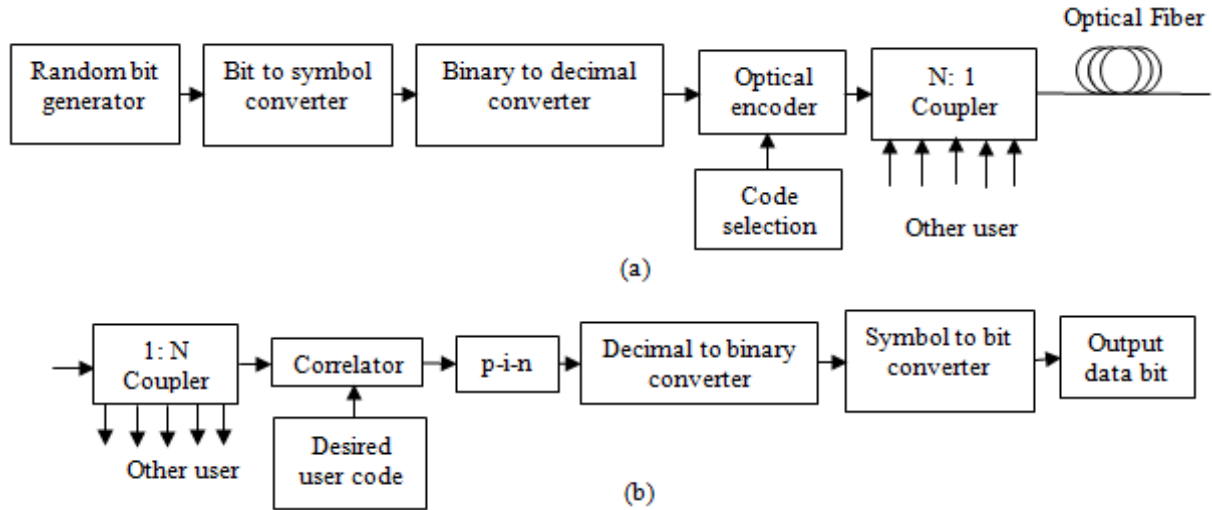 Optical Fiber
Random bit
generator
Bit to symbol
converter
Binary to decimal
converter
Optical
encoder
N: 1
Coupler
Code
selection
Other user
(a)
1: N
Coupler
Correlator
p-i-n
Decimal to binary
converter
Symbol to bit
converter
Output
data bit
Other user
Desired
user code
(b)